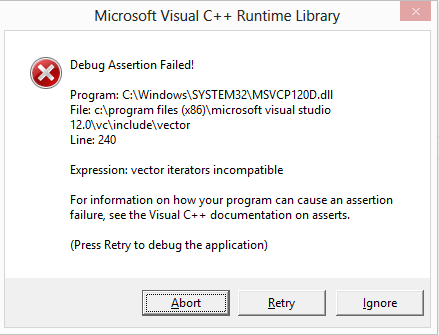 Microsoft Visual C++ Runtime Library
Debug Assertion Failed!
Program: C:\Windows\SYSTEM32\MSVCP120D.dll
File: c:\program files (x86)\microsoft visual studio
12.0\vc\include\vector
Line: 240
Expression: vector iterators incompatible
For information on how your program can cause an assertion
failure, see the Visual C++ documentation on asserts.
(Press Retry to debug the application)
Abort Retry Ignore